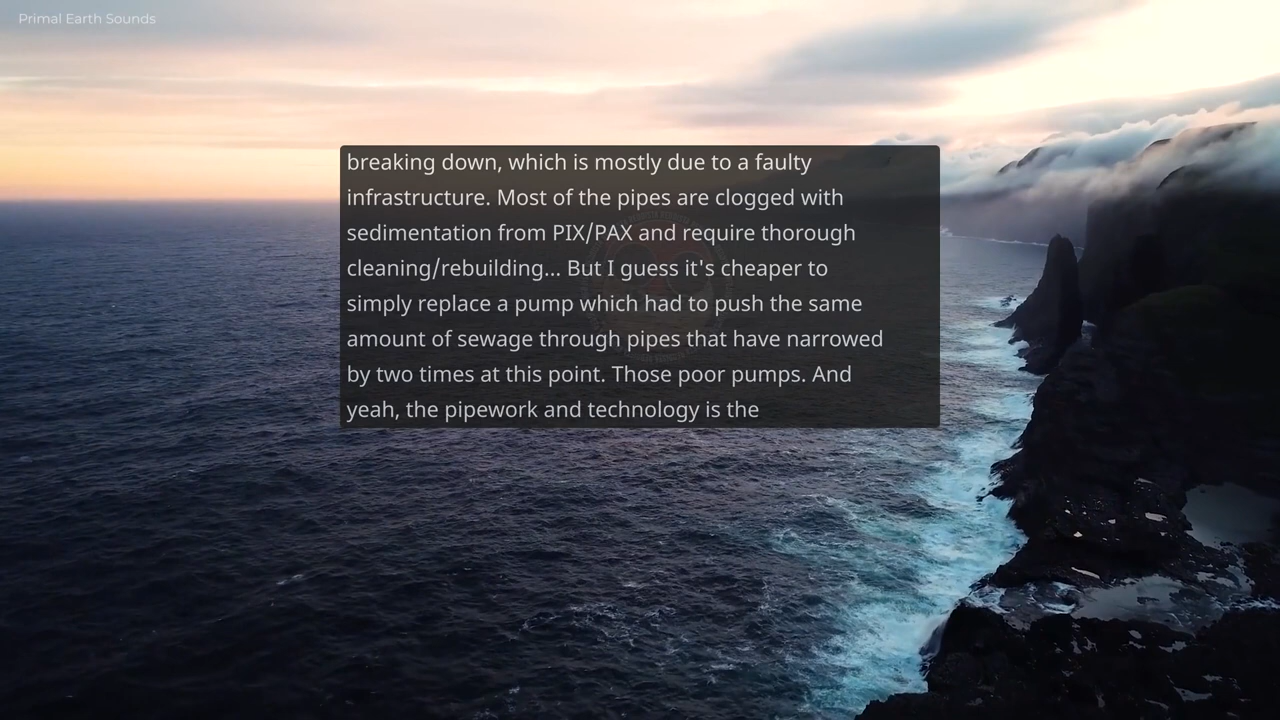 Primal Earth Sounds
breaking down, which is mostly due to a faulty
infrastructure. Most of the pipes are clogged with
sedimentation from PIX/PAX and require thorough
cleaning/rebuilding... But I guess it's cheaper to
simply replace a pump which had to push the same
amount of sewage through pipes that have narrowed
by two times at this point. Those poor pumps. And
yeah, the pipework and technology is the